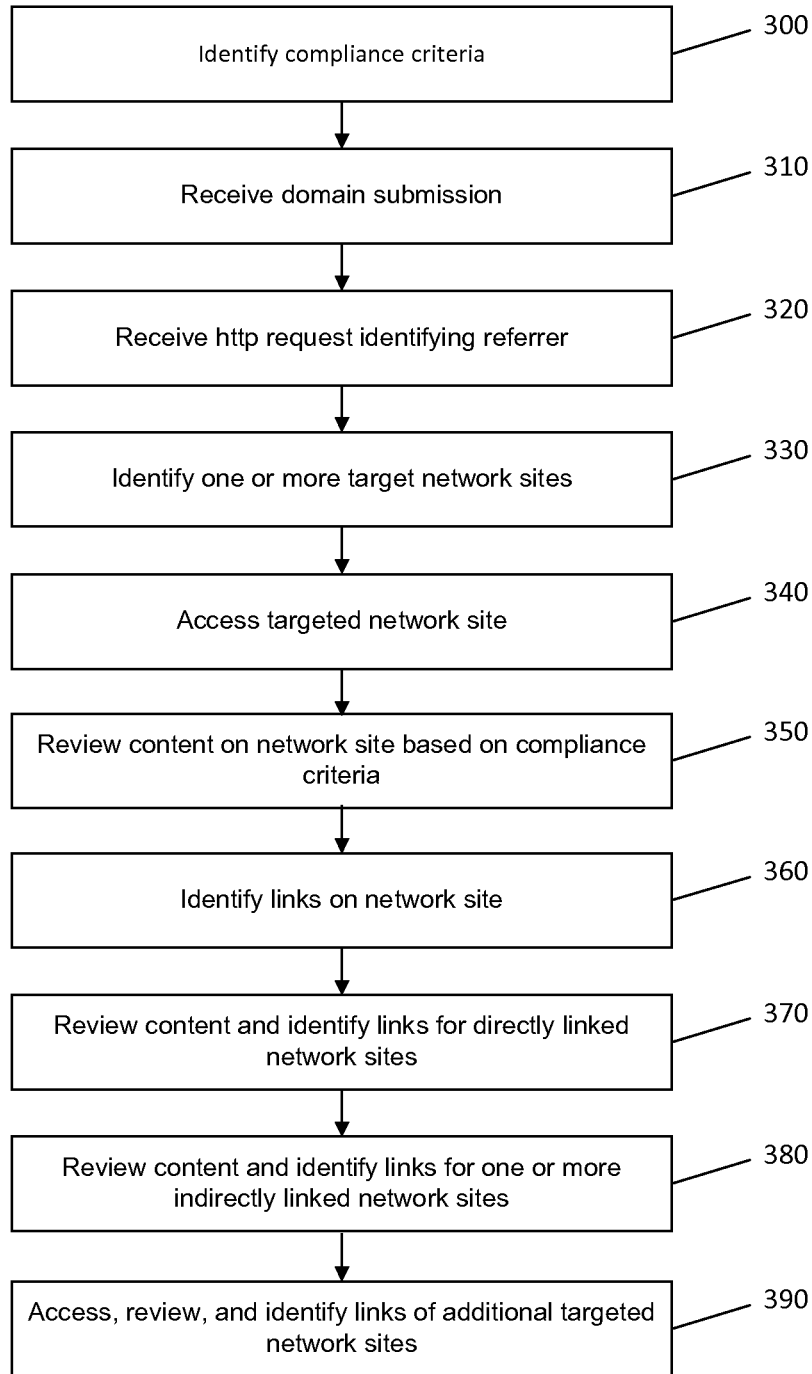 Identify compliance criteria
300
Receive domain submission
310
Receive http request identifying referrer
320
Identify one or more target network sites
330
Access targeted network site
340
Review content on network site based on compliance
criteria
350
Identify links on network site
360
Review content and identify links for directly linked
network sites
370
Review content and identify links for one or more
indirectly linked network sites
380
Access, review, and identify links of additional targeted
network sites
390